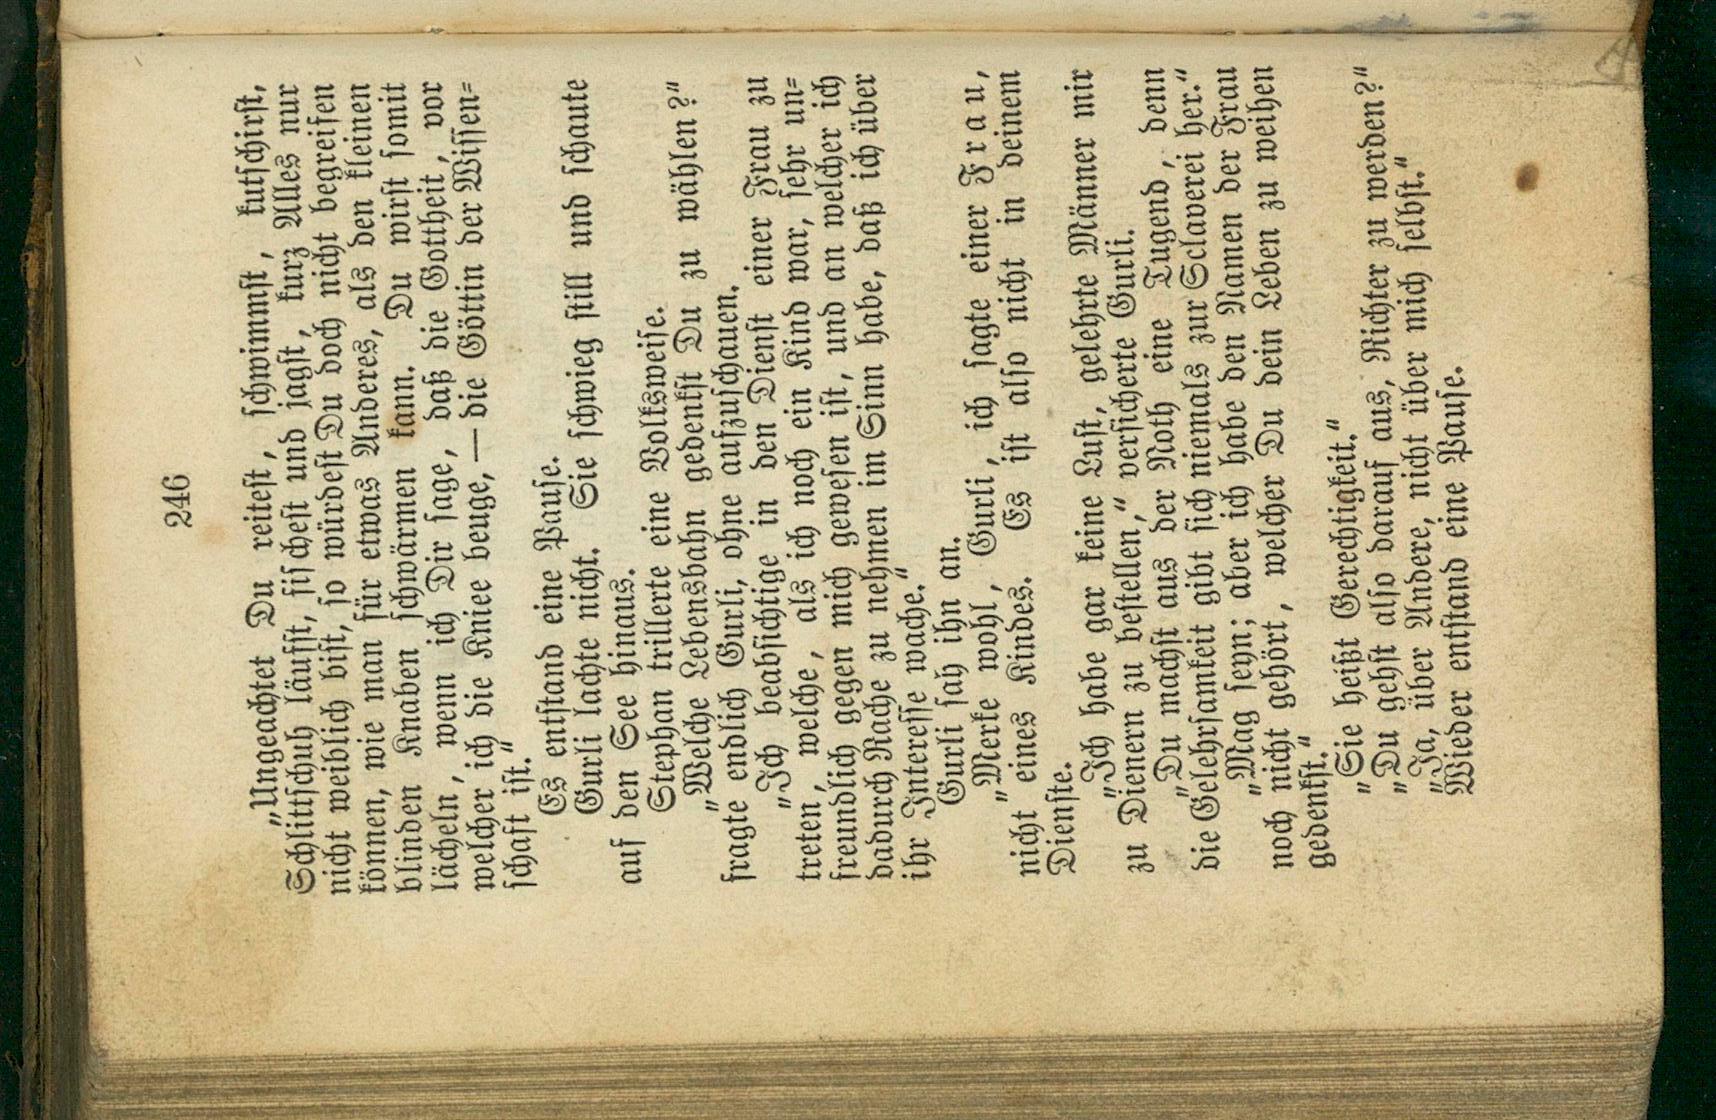 246
„Ungeachtet Du reitest, schwimmst, kutschirst,
Schlittschuh läufst, fischest und jagst, kurz Alles nur
nicht weiblich bist, so würdest Du doch nicht begreifen
können, wie man für etwas Anderes, als den kleinen
blinden Knaben schwärmen kann. Du wirst somit
lächeln, wenn ich Dir sage, daß die Gottheit, vor
welcher ich die Kniee beuge, — die Göttin der Wissen=
schaft ist.“
Es entstand eine Pause.
Gurli lachte nicht. Sie schwieg still und schaute
auf den See hinaus.
Stephan trillerte eine Volksweise.
„Welche Lebensbahn gedenkst Du zu wählen?“
fragte endlich Gurli, ohne aufzuschauen.
„Ich beabsichtige in den Dienst einer Frau zu
treten, welche, als ich noch ein Kind war, sehr un=
freundlich gegen mich gewesen ist, und an welcher ich
dadurch Rache zu nehmen im Sinn habe, daß ich über
ihr Interesse wache.“
Gurli sah ihn an.
„Merke wohl, Gurli, ich sagte einer Frau,
nicht eines Kindes. Es ist also nicht in deinem
Dienste.
„Ich habe gar keine Lust, gelehrte Männer mir
zu Dienern zu bestellen,“ versicherte Gurli.
„Du machst aus der Noth eine Tugend, denn
die Gelehrsamkeit gibt sich niemals zur Sclaverei her.“
„Mag seyn; aber ich habe den Namen der Frau
noch nicht gehört, welcher Du dein Leben zu weihen
gedenkst.“
„Sie heißt Gerechtigkeit.“
„Du gehst also darauf aus, Richter zu werden?“
„Ja, über Andere, nicht über mich selbst.“
Wieder entstand eine Pause.